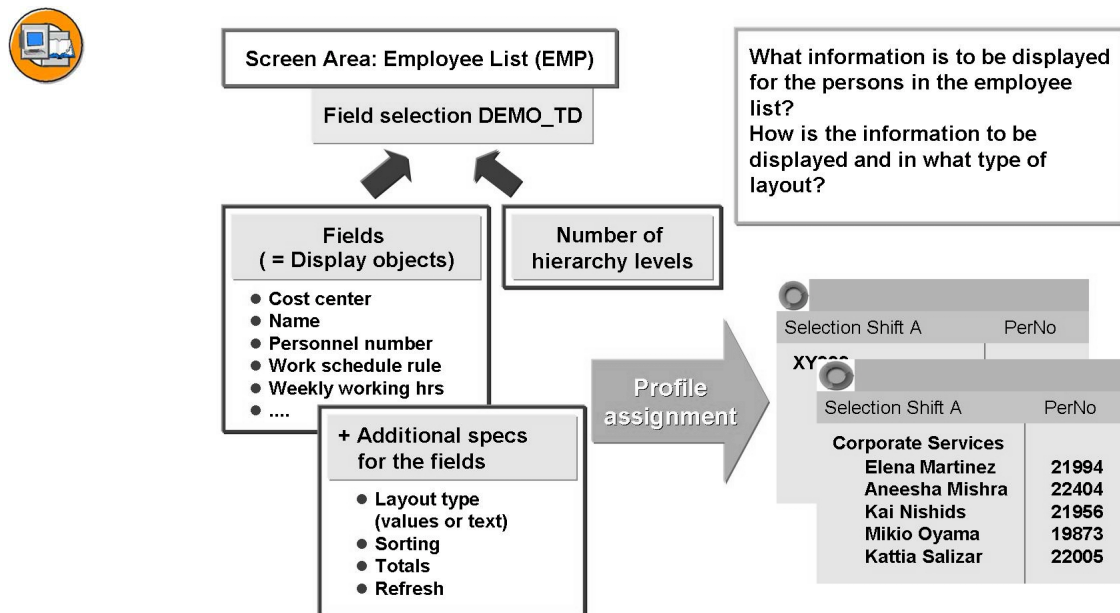 Screen Area: Employee List (EMP)
Field selection DEMO_TD
What information is to be displayed
for the persons in the employee
list?
How is the information to be
displayed and in what type of
layout?
Fields
( = Display objects)
Cost center
Name
Personnel number
Work schedule rule
Weekly working hrs
....
Number of
hierarchy levels
+ Additional specs
for the fields
Layout type
(values or text)
Sorting
Totals
Refresh
Profile
assignment
Selection Shift A PerNo
Selection Shift A PerNo
Corporate Services
Elena Martinez 21994
Aneesha Mishra 22404
Kai Nishids 21956
Mikio Oyama 19873
Kattia Salizar 22005